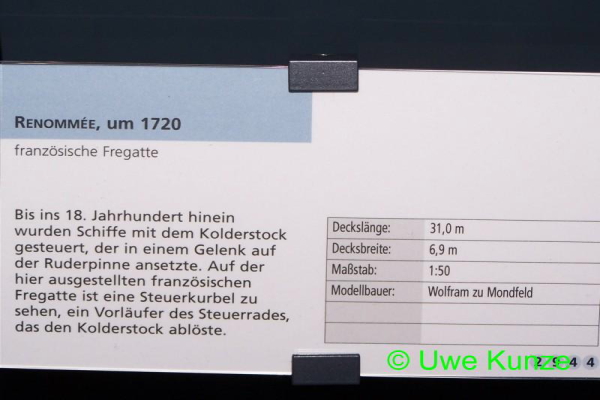 RENOMMÉE, um 1720
französische Fregatte
Bis ins 18. Jahrhundert hinein
wurden Schiffe mit dem Kolderstock
gesteuert, der in einem Gelenk auf
der Ruderpinne ansetzte. Auf der
hier ausgestellten französischen
Fregatte ist eine Steuerkurbel zu
sehen, ein Vorläufer des Steuerrades,
das den Kolderstock ablöste.
Deckslänge: 31,0 m
Decksbreite: 6,9 m
Maßstab: 1:50
Modellbauer: Wolfram zu Mondfeld
2944
© Uwe Kunze